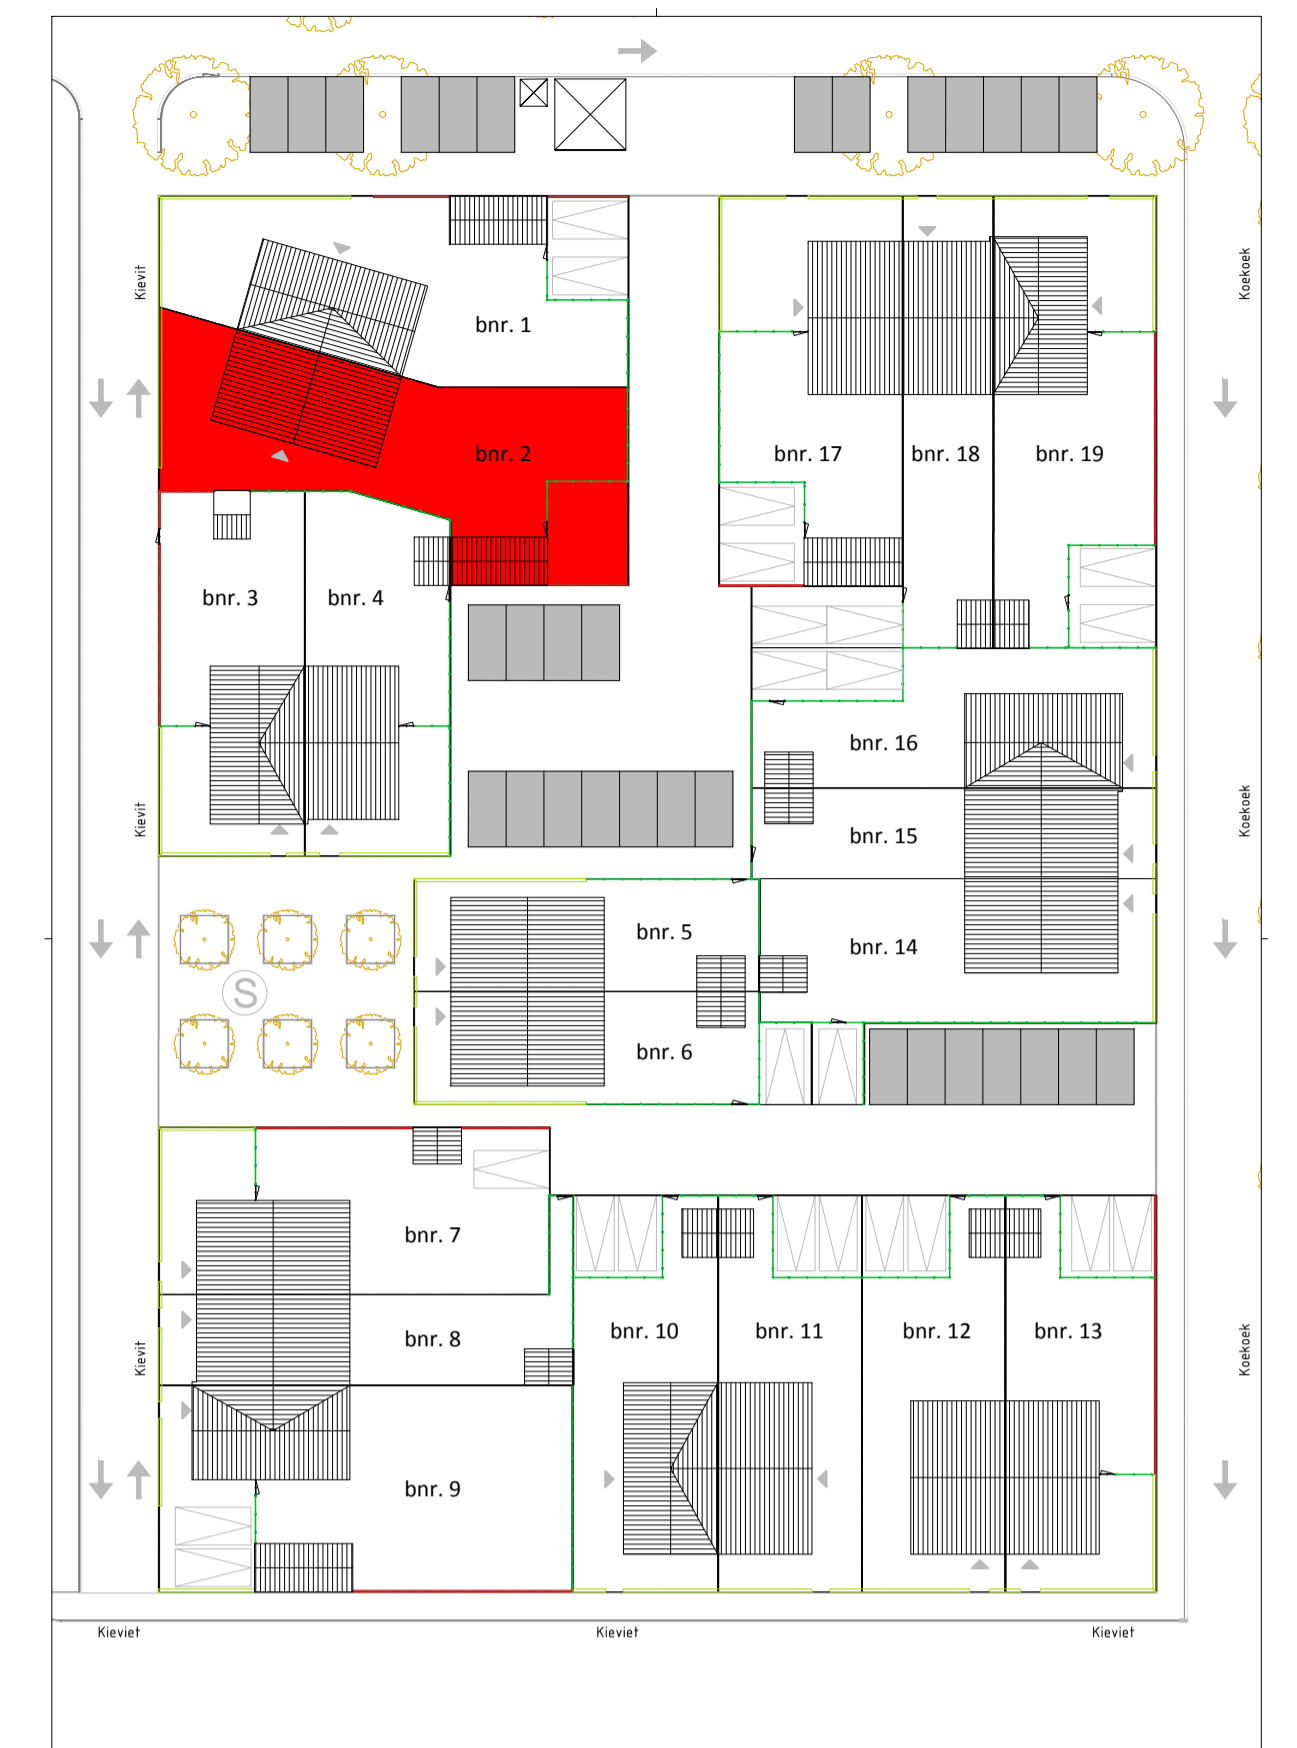 Kievit
Koekoek
bnr. 1
bnr. 2
bnr. 17
bnr. 18
bnr. 19
bnr. 3
bnr. 4
bnr. 16
Kievit
Koekoek
bnr. 15
bnr. 5
bnr. 14
S
bnr. 6
bnr. 7
bnr. 8
Kievit
bnr. 10
bnr. 11
bnr. 12
bnr. 13
Koekoek
bnr. 9
Kieviet
Kieviet
Kieviet